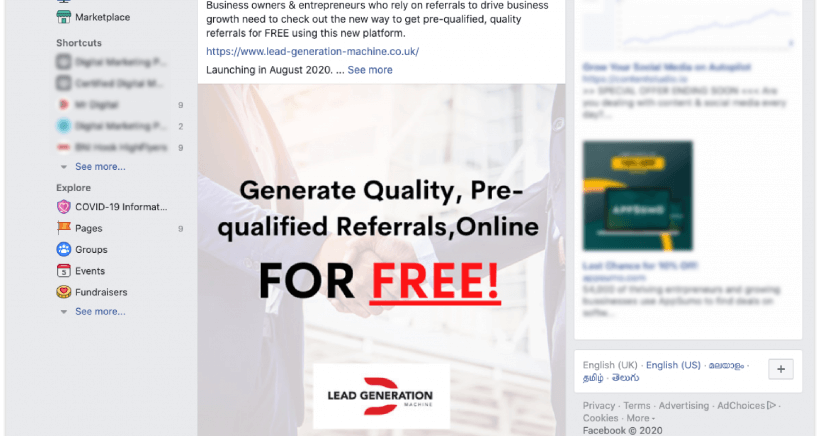 Marketplace
Shortcuts
Digital Marketing P...
Certified Digital M...
Mr Digital 9
Digital Marketing P... 2
BNI Hook HighFlyers 9
See more...
Explore
COVID-19 Informat...
Pages 9
Groups
Events
Fundraisers
See more...
Business owners & entrepreneurs who rely on referrals to drive business
growth need to check out the new way to get pre-qualified, quality
referrals for FREE using this new platform.
https://www.lead-generation-machine.co.uk/
Launching in August 2020. ... See more
Generate Quality, Pre-
qualified Referrals,Online
FOR FREE!
LEAD GENERATION
MACHINE
Grow Your Social Media on Autopilot
https://contentstudio.io
>> SPECIAL OFFER ENDING SOON <<< Are
you dealing with content & social media every
day?...
10% OFF
APPSUMO
Last Chance for 10% Off!
appsumo.com
54,000 of thriving entrepreneurs and growing
businesses use AppSumo to find deals on
softw...
English (UK) · English (US) · മലയാളം ·
தமிழ் · తెలుగు
Privacy · Terms · Advertising · AdChoices ·
Cookies · More
Facebook © 2020